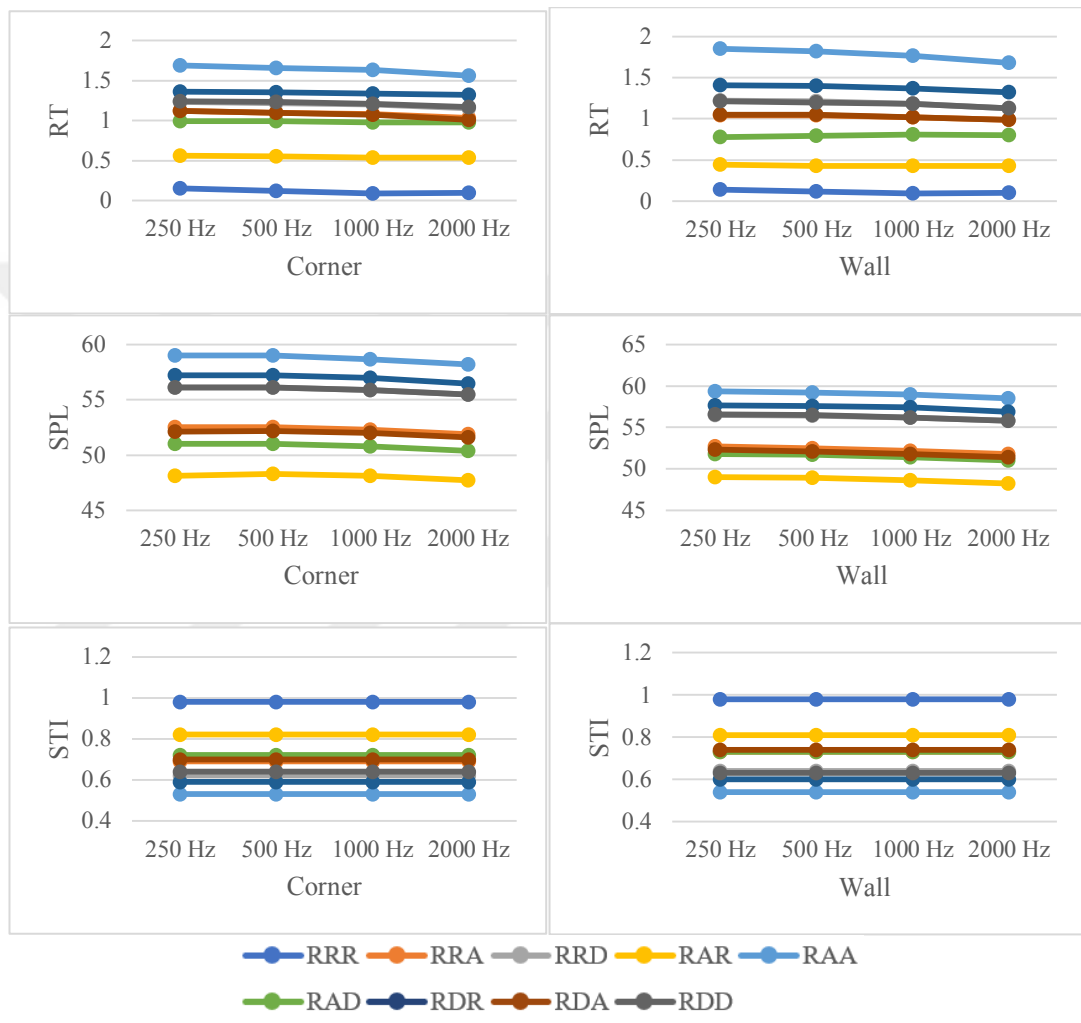 2
1.5
1
0.5
0
RT
250 Hz 500 Hz 1000 Hz 2000 Hz
Corner
2
1.5
1
0.5
0
RT
250 Hz 500 Hz 1000 Hz 2000 Hz
Wall
60
55
50
45
SPL
250 Hz 500 Hz 1000 Hz 2000 Hz
Corner
65
60
55
50
45
SPL
250 Hz 500 Hz 1000 Hz 2000 Hz
Wall
1.2
1
0.8
0.6
0.4
STI
250 Hz 500 Hz 1000 Hz 2000 Hz
Corner
1.2
1
0.8
0.6
0.4
STI
250 Hz 500 Hz 1000 Hz 2000 Hz
Wall
RRR RRA RRD RAR RAA
RAD RDR RDA RDD